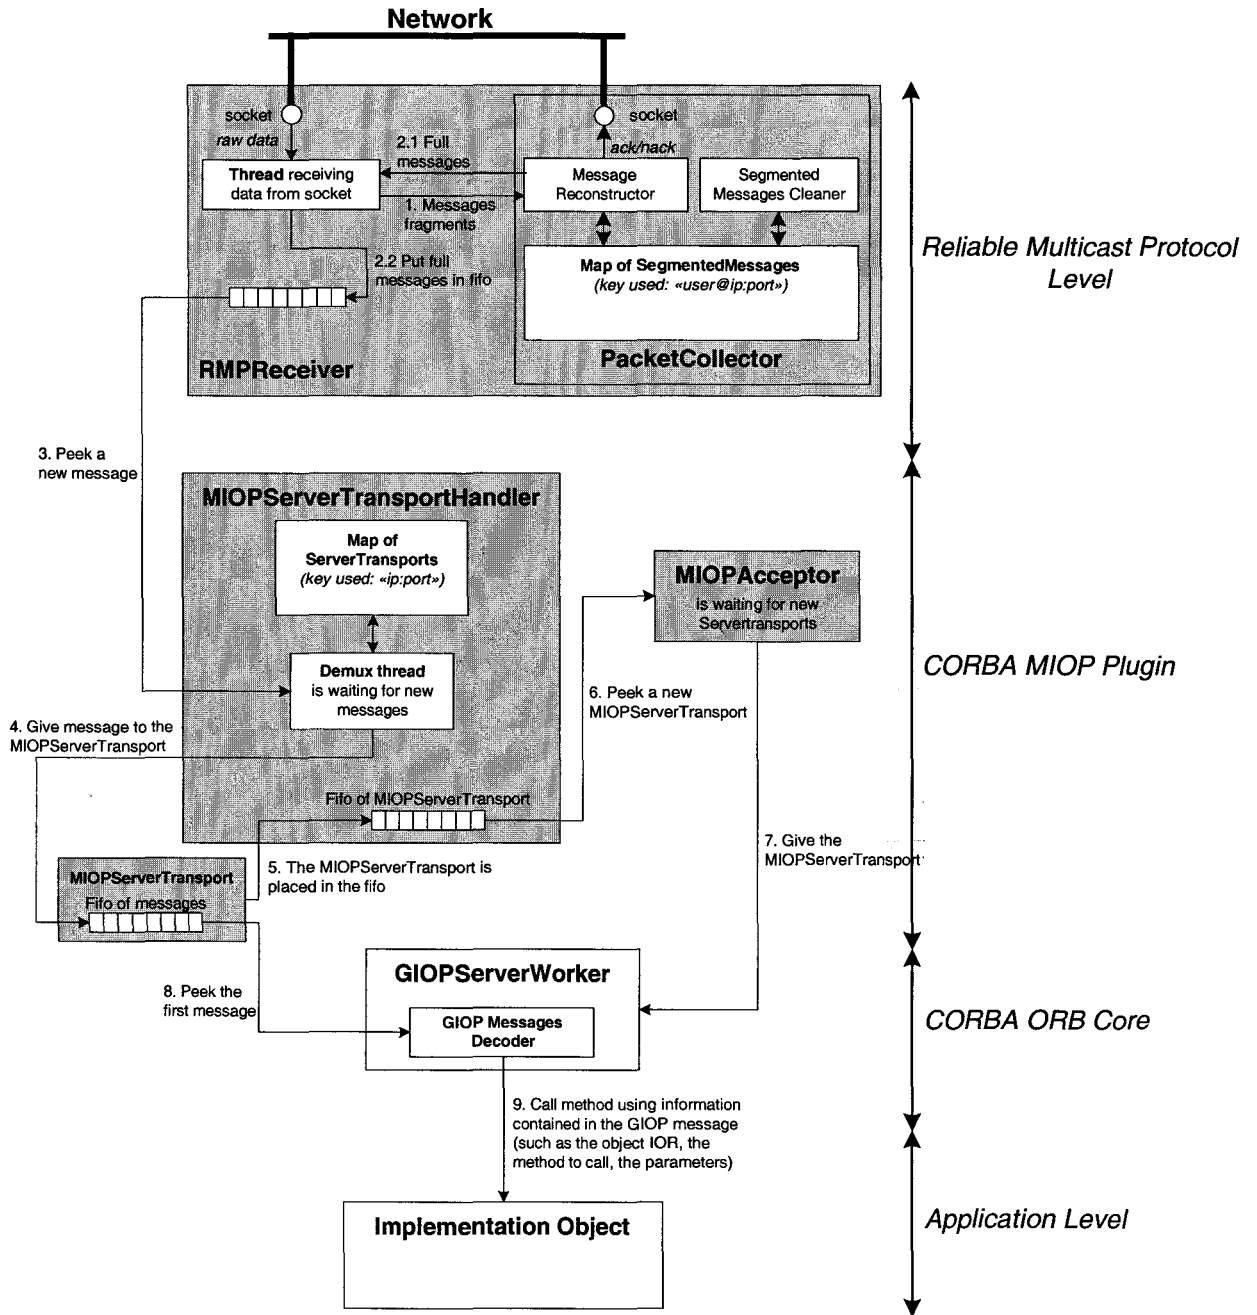 Network
socket
raw data
Thread receiving
data from socket
2.1 Full
messages
1. Messages
fragments
2.2 Put full
messages in fifo
RMPReceiver
socket
ack/nack
Message
Reconstructor
Segmented
Messages Cleaner
Map of SegmentedMessages
(key used: «user@ip:port»)
PacketCollector
Reliable Multicast Protocol
Level
3. Peek a
new message
MIOPServerTransportHandler
Map of
ServerTransports
(key used: «ip:port»)
Demux thread
is waiting for new
messages
MIOPAcceptor
is waiting for new
Servertransports
CORBA MIOP Plugin
4. Give message to the
MIOPServerTransport
6. Peek a new
MIOPServerTransport
Fifo of MIOPServerTransport
5. The MIOPServerTransport is
placed in the fifo
7. Give the
MIOPServerTransport
MIOPServerTransport
Fifo of messages
8. Peek the
first message
GIOPServerWorker
GIOP Messages
Decoder
CORBA ORB Core
9. Call method using information
contained in the GIOP message
(such as the object IOR, the
method to call, the parameters)
Implementation Object
Application Level